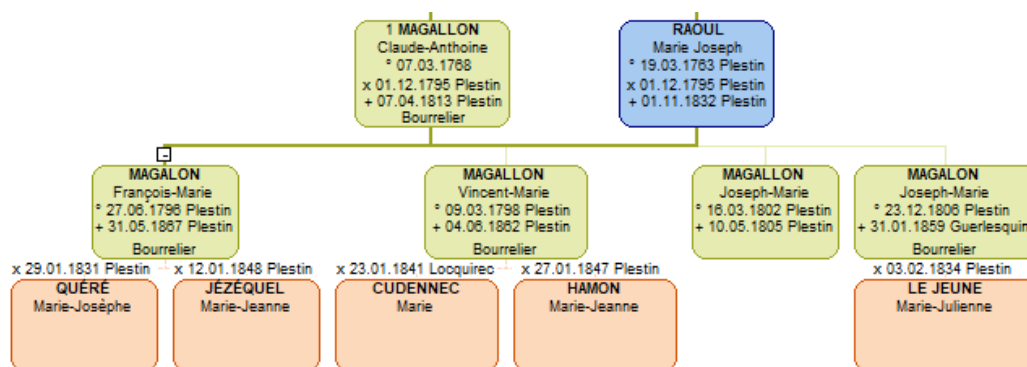 1 MAGALLON
Claude-Anthoine
° 07.03.1768
x 01.12.1795 Plestin
+ 07.04.1813 Plestin
Bourrelier
RAOUL
Marie Joseph
° 19.03.1763 Plestin
x 01.12.1795 Plestin
+ 01.11.1832 Plestin
MAGALON
François-Marie
° 27.06.1796 Plestin
+ 31.05.1867 Plestin
Bourrelier
MAGALLON
Vincent-Marie
° 09.03.1798 Plestin
+ 04.06.1862 Plestin
Bourrelier
MAGALLON
Joseph-Marie
° 16.03.1802 Plestin
+ 10.05.1805 Plestin
MAGALON
Joseph-Marie
° 23.12.1806 Plestin
+ 31.01.1859 Guerlesquin
Bourrelier
x 29.01.1831 Plestin
x 12.01.1848 Plestin
x 23.01.1841 Locquirec
x 27.01.1847 Plestin
x 03.02.1834 Plestin
QUÉRÉ
Marie-Josèphe
JÉZÉQUEL
Marie-Jeanne
CUDENNEC
Marie
HAMON
Marie-Jeanne
LE JEUNE
Marie-Julienne